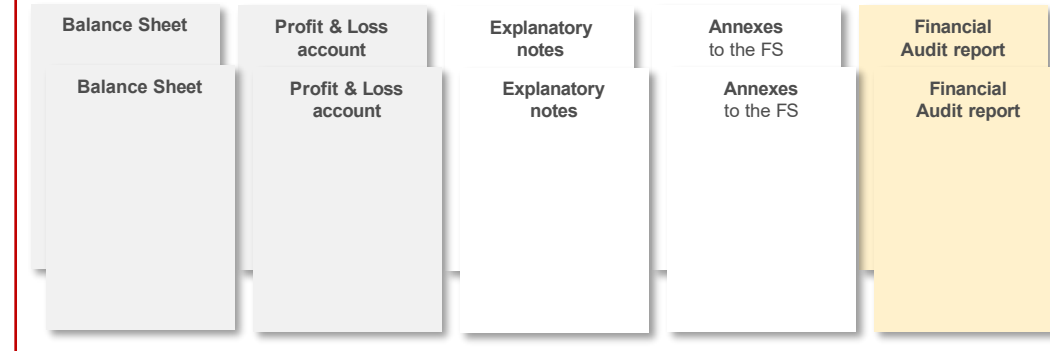 Balance Sheet
Profit & Loss
account
Explanatory
notes
Annexes
to the FS
Financial
Audit report
Balance Sheet
Profit & Loss
account
Explanatory
notes
Annexes
to the FS
Financial
Audit report